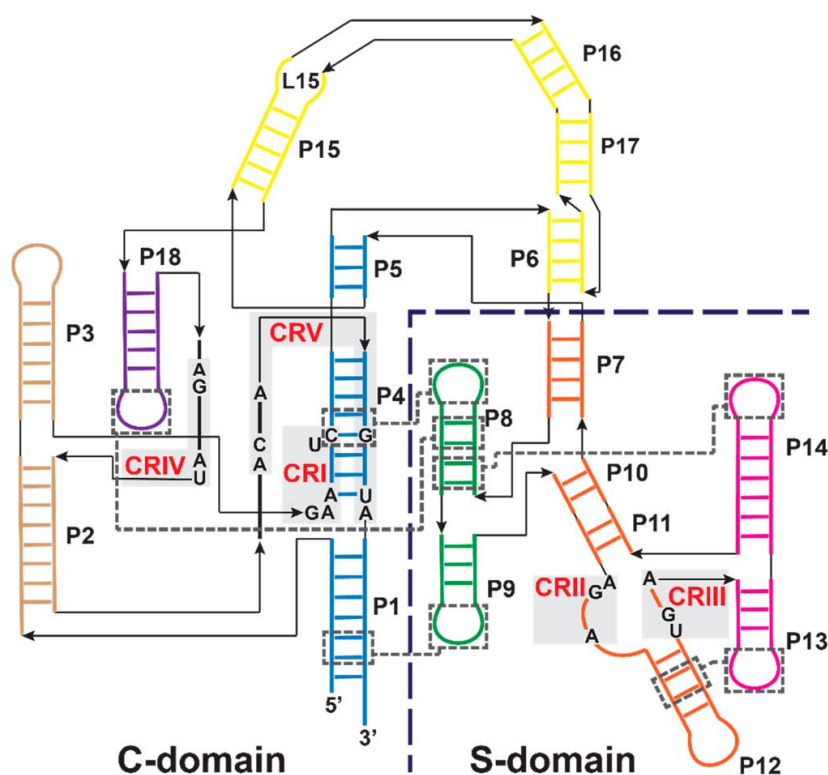 P16
L15
P15
P17
P18
P5
P6
P3
CRV
P7
A
G
A
P4
P8
A
C
A
U
C
G
P14
CRIV
A
U
CRI
P10
P2
A
GA
U
A
P11
P1
P9
CRII
A
G
A
A
CRIII
G
U
P13
5’
3’
P12
C-domain
S-domain